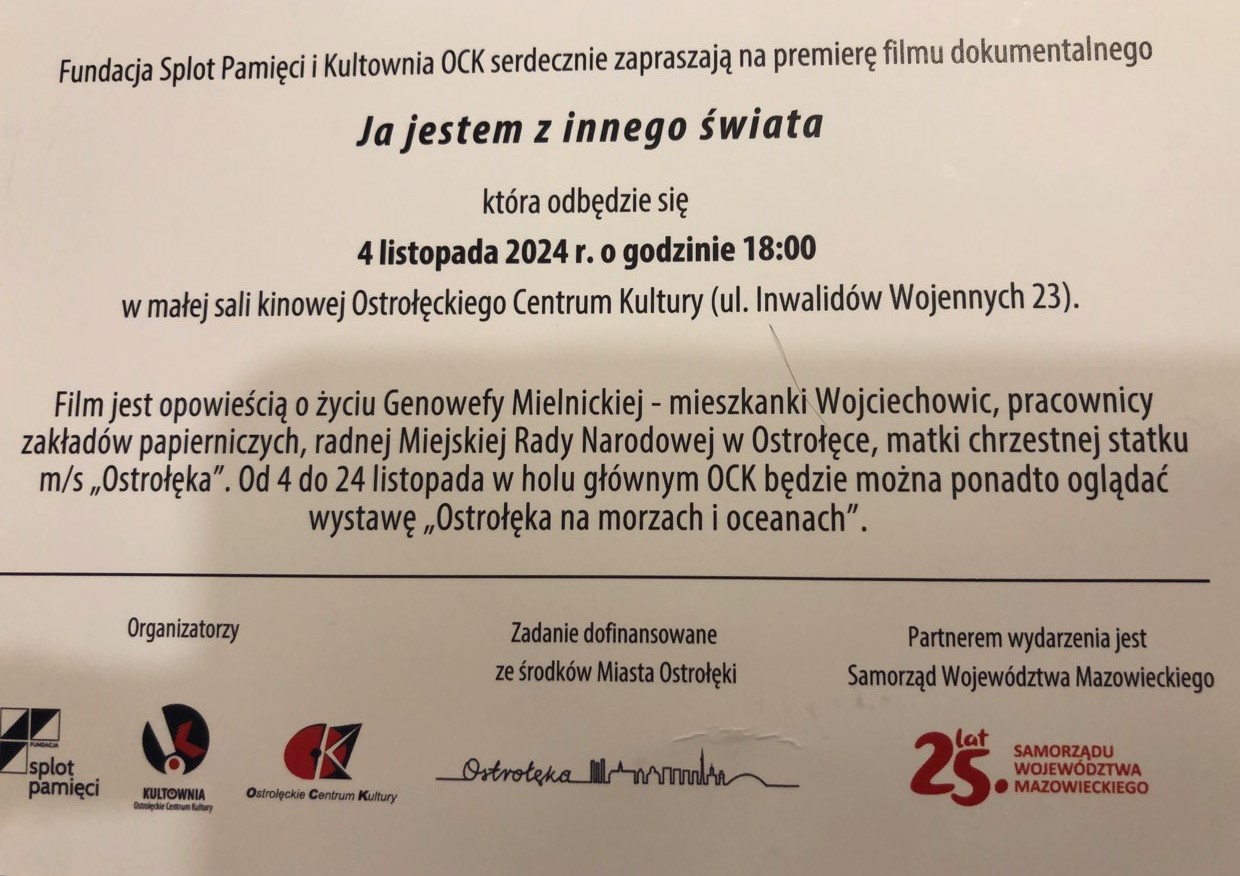 Fundacja Splot Pamięci i Kultownia OCK serdecznie zapraszają na premierę filmu dokumentalnego
Ja jestem z innego świata
która odbędzie się
4 listopada 2024 r. o godzinie 18:00
w małej sali kinowej Ostrołęckiego Centrum Kultury (ul. Inwalidów Wojennych 23).
Film jest opowieścią o życiu Genowefy Mielnickiej - mieszkanki Wojciechowic, pracownicy
zakładów papierniczych, radnej Miejskiej Rady Narodowej w Ostrołęce, matki chrzestnej statku
m/s „Ostrołęka”. Od 4 do 24 listopada w holu głównym OCK będzie można ponadto oglądać
wystawę „Ostrołęka na morzach i oceanach”.
Organizatorzy
FUNDACJA
splot
pamięci
KULTOWNIA
Ostrołęckie Centrum Kultury
CK
Ostrołęckie Centrum Kultury
Zadanie dofinansowane
ze środków Miasta Ostrołęki
Ostrołęka
Partnerem wydarzenia jest
Samorząd Województwa Mazowieckiego
25. lat
SAMORZĄDU
WOJEWÓDZTWA
MAZOWIECKIEGO